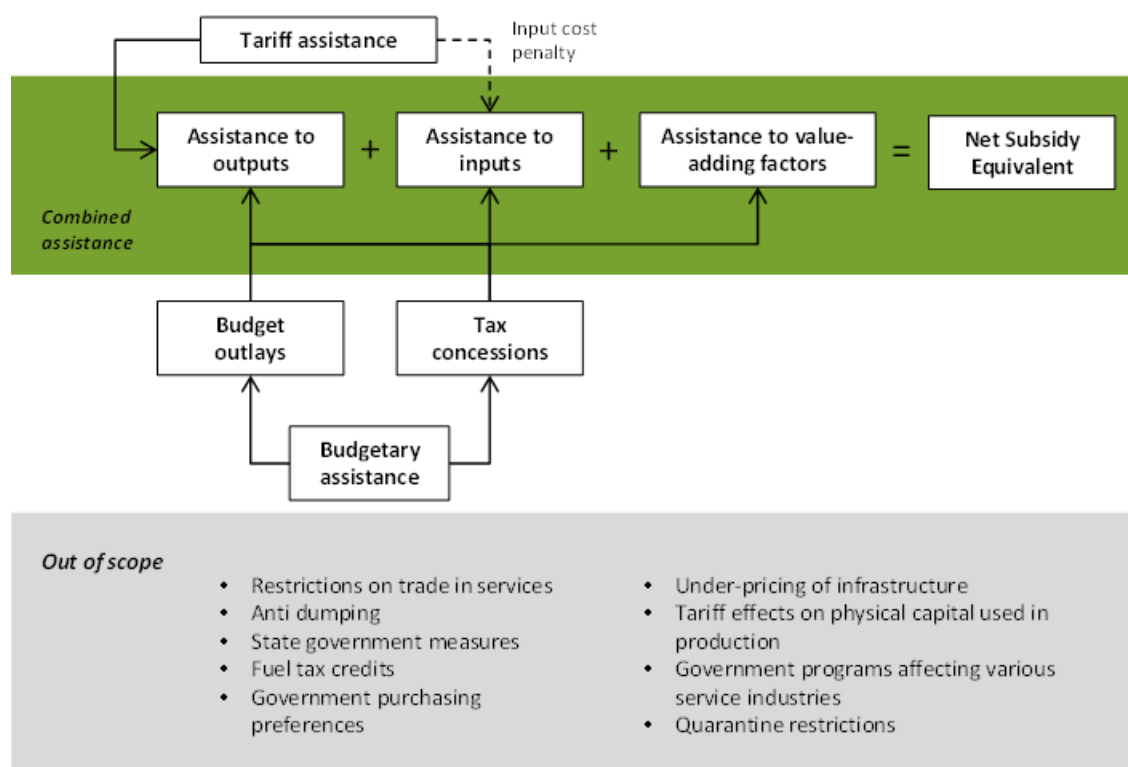 Tariff assistance
Input cost
penalty
Assistance to
outputs
+
Assistance to
inputs
+
Assistance to value-
adding factors
=
Net Subsidy
Equivalent
Combined
assistance
Budget
outlays
Tax
concessions
Budgetary
assistance
Out of scope
• Restrictions on trade in services
• Anti dumping
• State government measures
• Fuel tax credits
• Government purchasing
preferences
• Under-pricing of infrastructure
• Tariff effects on physical capital used in
production
• Government programs affecting various
service industries
• Quarantine restrictions